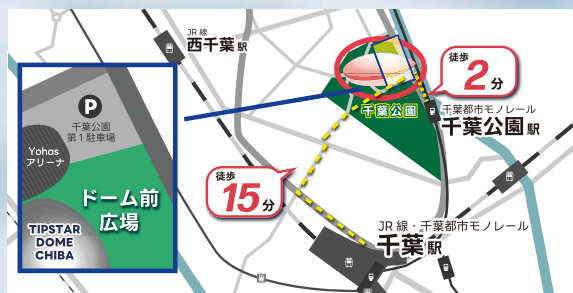 JR線
西千葉駅
徒歩
2分
千葉都市モノレール
千葉公園駅
千葉公園
P
千葉公園
第1駐車場
Yohas
アリーナ
ドーム前
広場
TIPSTAR
DOME
CHIBA
徒歩
15分
JR線・千葉都市モノレール
千葉駅